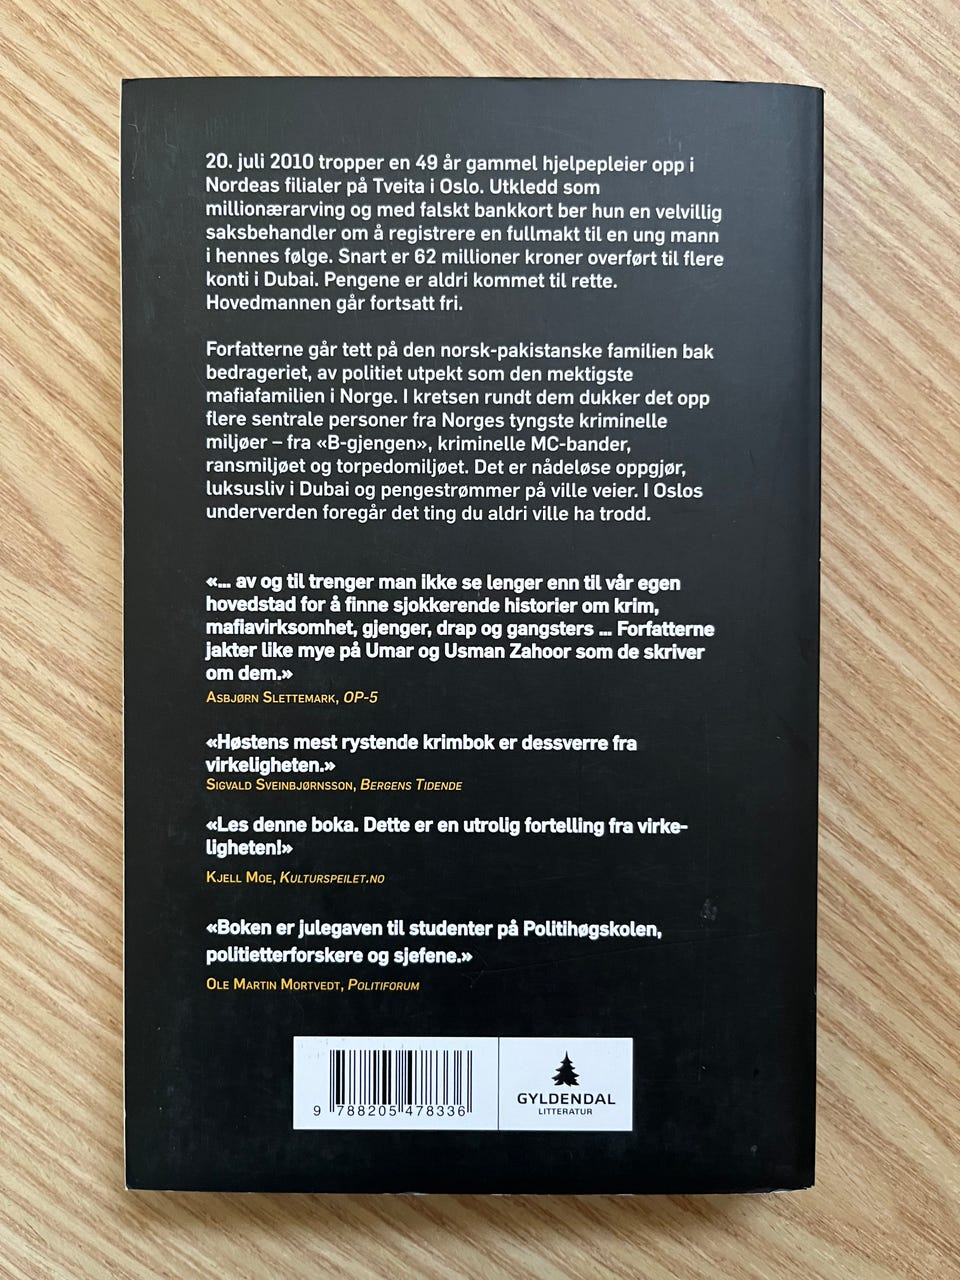 20. juli 2010 tropper en 49 år gammel hjelpepleier opp i
Nordeas filialer på Tveita i Oslo. Utkledd som
millionærarving og med falskt bankkort ber hun en velvillig
saksbehandler om å registrere en fullmakt til en ung mann
i hennes følge. Snart er 62 millioner kroner overført til flere
konti i Dubai. Pengene er aldri kommet til rette.
Hovedmannen går fortsatt fri.
Forfatterne går tett på den norsk-pakistanske familien bak
bedrageriet, av politiet utpekt som den mektigste
mafiafamilien i Norge. I kretsen rundt dem dukker det opp
flere sentrale personer fra Norges tyngste kriminelle
miljøer – fra «B-gjengen», kriminelle MC-bander,
ransmiljøet og torpedomiljøet. Det er nådeløse oppgjør,
luksusliv i Dubai og pengestrømmer på ville veier. I Oslos
underverden foregår det ting du aldri ville ha trodd.
«... av og til trenger man ikke se lenger enn til vår egen
hovedstad for å finne sjokkerende historier om krim,
mafiavirksomhet, gjenger, drap og gangsters ... Forfatterne
jakter like mye på Umar og Usman Zahoor som de skriver
om dem.»
Asbjørn Slettemark, OP-5
«Høstens mest rystende krimbok er dessverre fra
virkeligheten.»
Sigvald Sveinbjørnsson, Bergens Tidende
«Les denne boka. Dette er en utrolig fortelling fra virke-
ligheten!»
Kjell Moe, Kulturspeilet.no
«Boken er julegaven til studenter på Politihøgskolen,
politietterforskere og sjefene.»
Ole Martin Mortvedt, Politiforum
9 788205 478336
GYLDENDAL
LITTERATUR